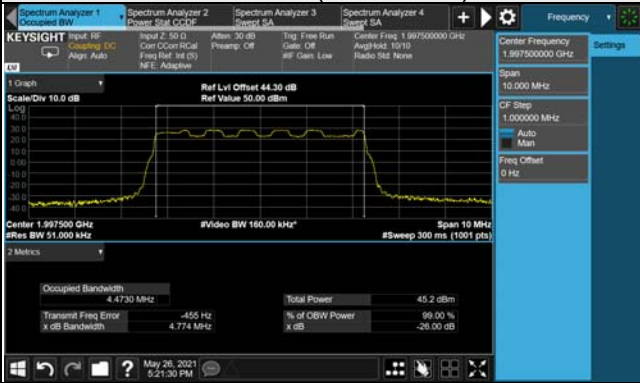 Spectrum Analyzer 1
Occupied BW
Spectrum Analyzer 2
Power Stat CCDF
Spectrum Analyzer 3
Swept SA
Spectrum Analyzer 4
Swept SA
Frequency
KEYSIGHT
Input: RF
Coupling: DC
Align: Auto
Input Z: 50 Ω
Corr CCorr RCal
Freq Ref: Int (S)
NFE: Adaptive
Atten: 30 dB
Preamp: Off
Trig: Free Run
Gate: Off
#IF Gain: Low
Center Freq: 1.997500000 GHz
Avg|Hold: 10/10
Radio Std: None
Center Frequency
1.997500000 GHz
Settings
Span
10.000 MHz
CF Step
1.000000 MHz
Auto
Man
Freq Offset
0 Hz
1 Graph
Scale/Div 10.0 dB
Ref Lvl Offset 44.30 dB
Ref Value 50.00 dBm
Log
40.0
30.0
20.0
10.0
0.00
-10.0
-20.0
-30.0
-40.0
Center 1.997500 GHz
#Res BW 51.000 kHz
#Video BW 160.00 kHz*
Span 10 MHz
#Sweep 300 ms (1001 pts)
2 Metrics
Occupied Bandwidth
4.4730 MHz
Total Power
45.2 dBm
Transmit Freq Error
-455 Hz
% of OBW Power
99.00 %
x dB Bandwidth
4.774 MHz
x dB
-26.00 dB
May 26, 2021
5:21:30 PM